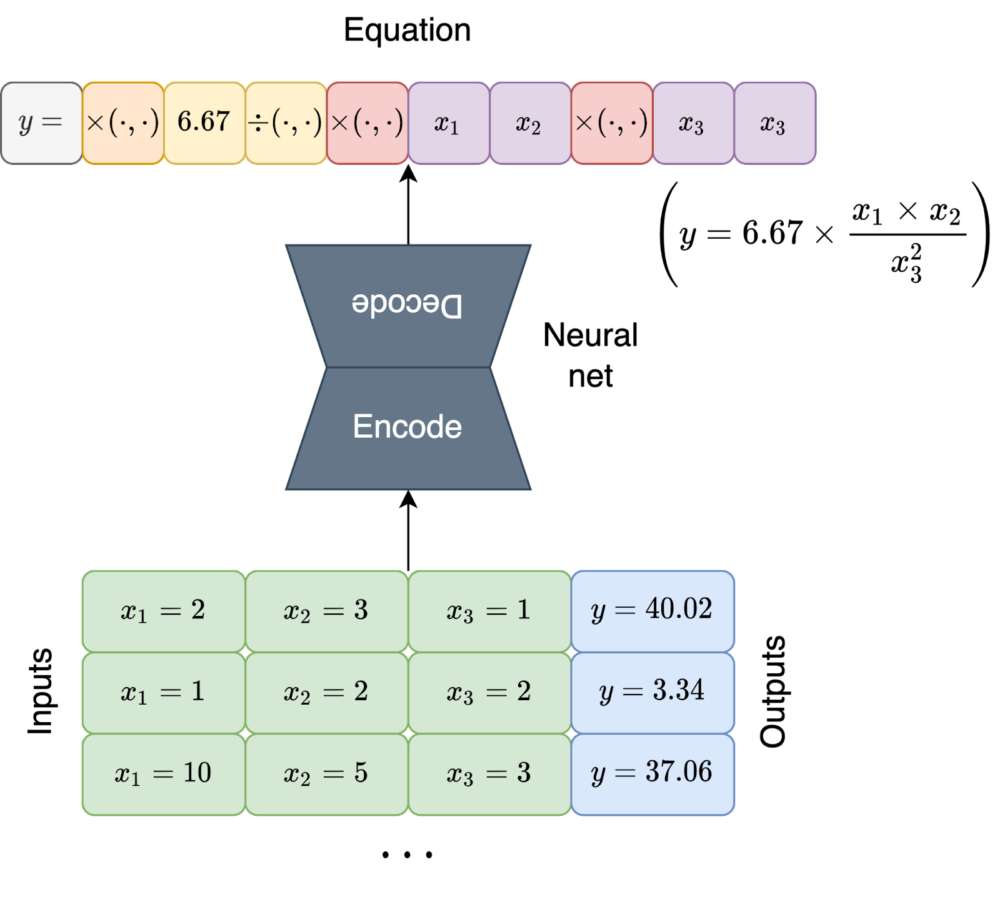 Equation
y = ×(·, ·) 6.67 ÷(·, ·) ×(·, ·) x₁ x₂ ×(·, ·) x₃ x₃
(y = 6.67 × \frac{x₁ × x₂}{x₃²})
Decode
Neural
net
Encode
Inputs
x₁ = 2 x₂ = 3 x₃ = 1 y = 40.02
x₁ = 1 x₂ = 2 x₃ = 2 y = 3.34
x₁ = 10 x₂ = 5 x₃ = 3 y = 37.06
Outputs
...